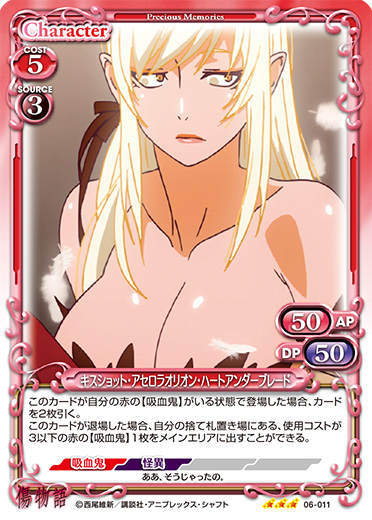 Precious Memories
Character
COST
5
SOURCE
3
50 AP
DP 50
キスショット・アセロラオリオン・ハートアンダーブレード
このカードが自分の赤の【吸血鬼】がいる状態で登場した場合、カード
を2枚引く。
このカードが退場した場合、自分の捨て札置き場にある、使用コストが
3以下の赤の【吸血鬼】1枚をメインエリアに出すことができる。
吸血鬼 怪異
ああ、そうじゃったの。
傷物語
©西尾維新／講談社・アニプレックス・シャフト
06-011